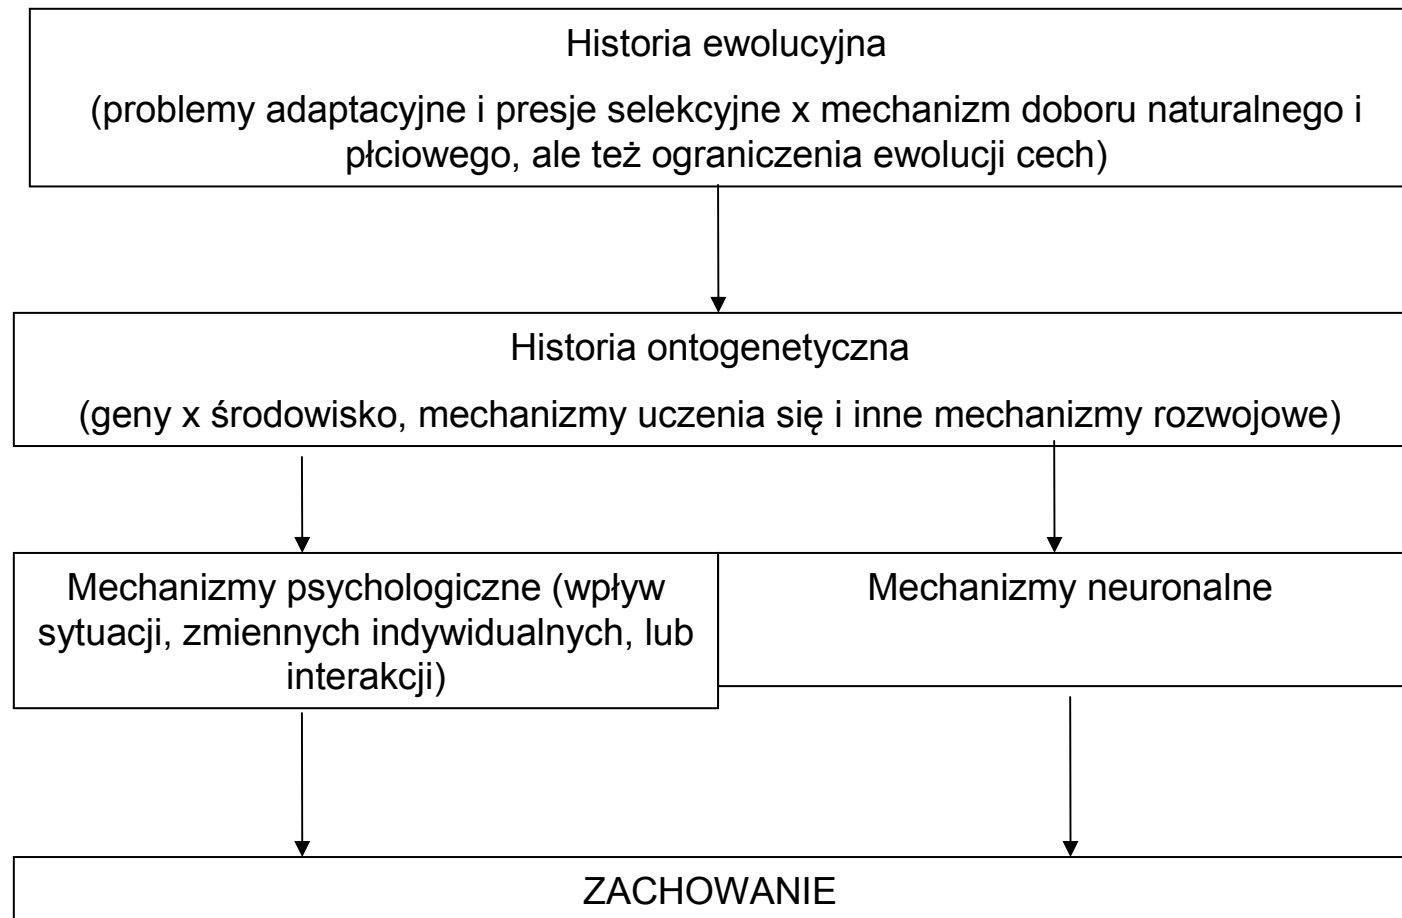 Historia ewolucyjna
(problemy adaptacyjne i presje selekcyjne x mechanizm doboru naturalnego i
płciowego, ale też ograniczenia ewolucji cech)
Historia ontogenetyczna
(geny x środowisko, mechanizmy uczenia się i inne mechanizmy rozwojowe)
Mechanizmy psychologiczne (wpływ
sytuacji, zmiennych indywidualnych, lub
interakcji)
Mechanizmy neuronalne
ZACHOWANIE